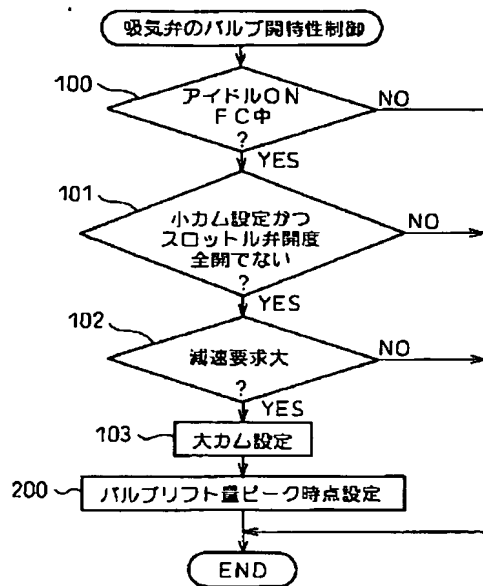 吸気弁のバルブ開特性制御
100
アイドルON
FC中
?
NO
YES
101
小カム設定かつ
スロットル弁開度
全開でない
?
NO
YES
102
減速要求大
?
NO
YES
103
大カム設定
200
バルブリフト量ピーク時点設定
END